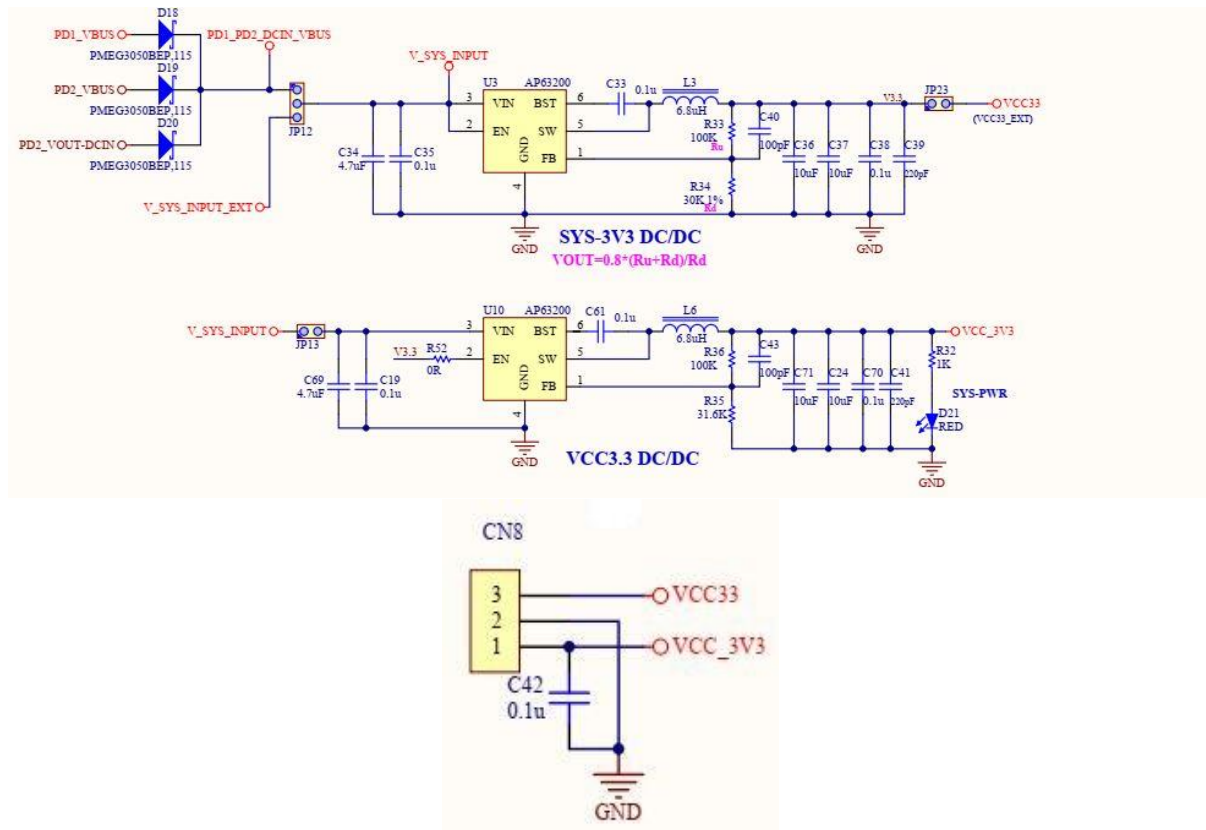 D18
PD1_VBUS
PD1_PD2_DCIN_VBUS
PMEG3050BEP,115
D19
PD2_VBUS
PMEG3050BEP,115
D20
PD2_VOUT-DCIN
PMEG3050BEP,115
JP12
V_SYS_INPUT_EXT
V_SYS_INPUT
C34
4.7uF
C35
0.1u
U3
AP63200
3
VIN
BST
6
2
EN
SW
5
FB
1
GND
4
GND
C33
0.1u
L3
6.8uH
R33
100K
Ru
C40
100pF
R34
30K 1%
Rd
C36
10uF
C37
10uF
C38
0.1u
C39
220pF
GND
V3.3
JP23
VCC33
(VCC33_EXT)
SYS-3V3 DC/DC
VOUT=0.8*(Ru+Rd)/Rd
V_SYS_INPUT
JP13
C69
4.7uF
C19
0.1u
V3.3
R52
0R
U10
AP63200
3
VIN
BST
6
2
EN
SW
5
FB
1
GND
4
GND
C61
0.1u
L6
6.8uH
R36
100K
C43
100pF
R35
31.6K
C71
10uF
C24
10uF
C70
0.1u
C41
220pF
VCC_3V3
R32
1K
SYS-PWR
D21
RED
GND
VCC3.3 DC/DC
CN8
3
VCC33
2
1
VCC_3V3
C42
0.1u
GND